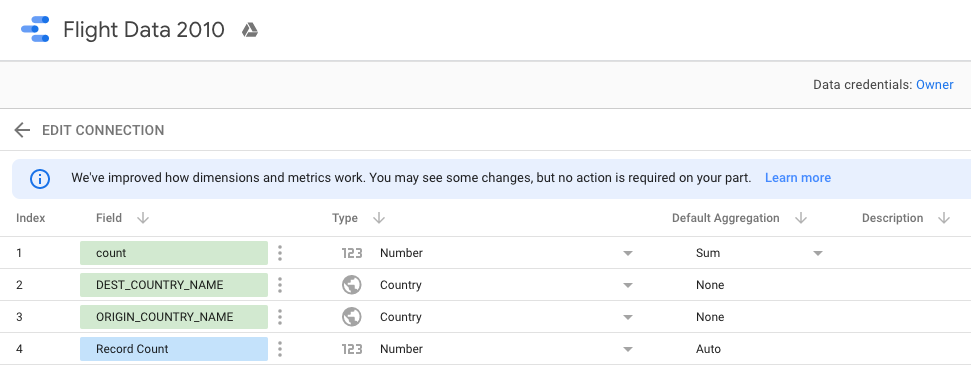 Flight Data 2010
Data credentials: Owner
EDIT CONNECTION
We've improved how dimensions and metrics work. You may see some changes, but no action is required on your part. Learn more
Index Field Type Default Aggregation Description
1 count 123 Number Sum
2 DEST_COUNTRY_NAME Country None
3 ORIGIN_COUNTRY_NAME Country None
4 Record Count 123 Number Auto